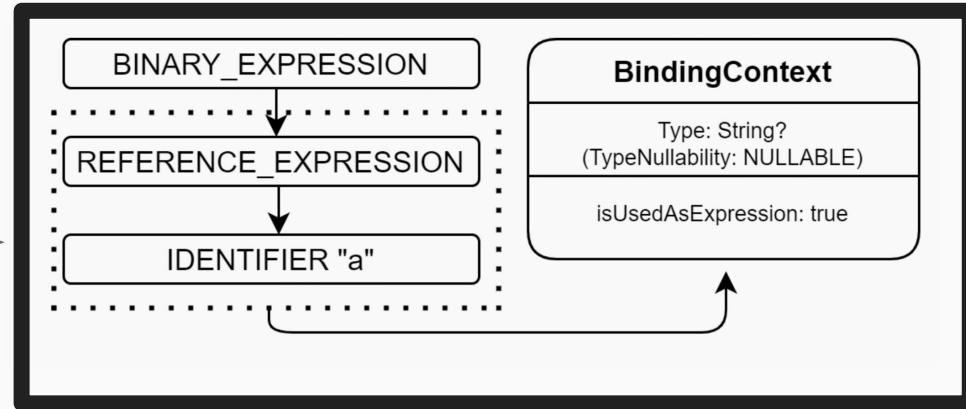 BINARY_EXPRESSION
REFERENCE_EXPRESSION
IDENTIFIER "a"
BindingContext
Type: String?
(TypeNullability: NULLABLE)
isUsedAsExpression: true